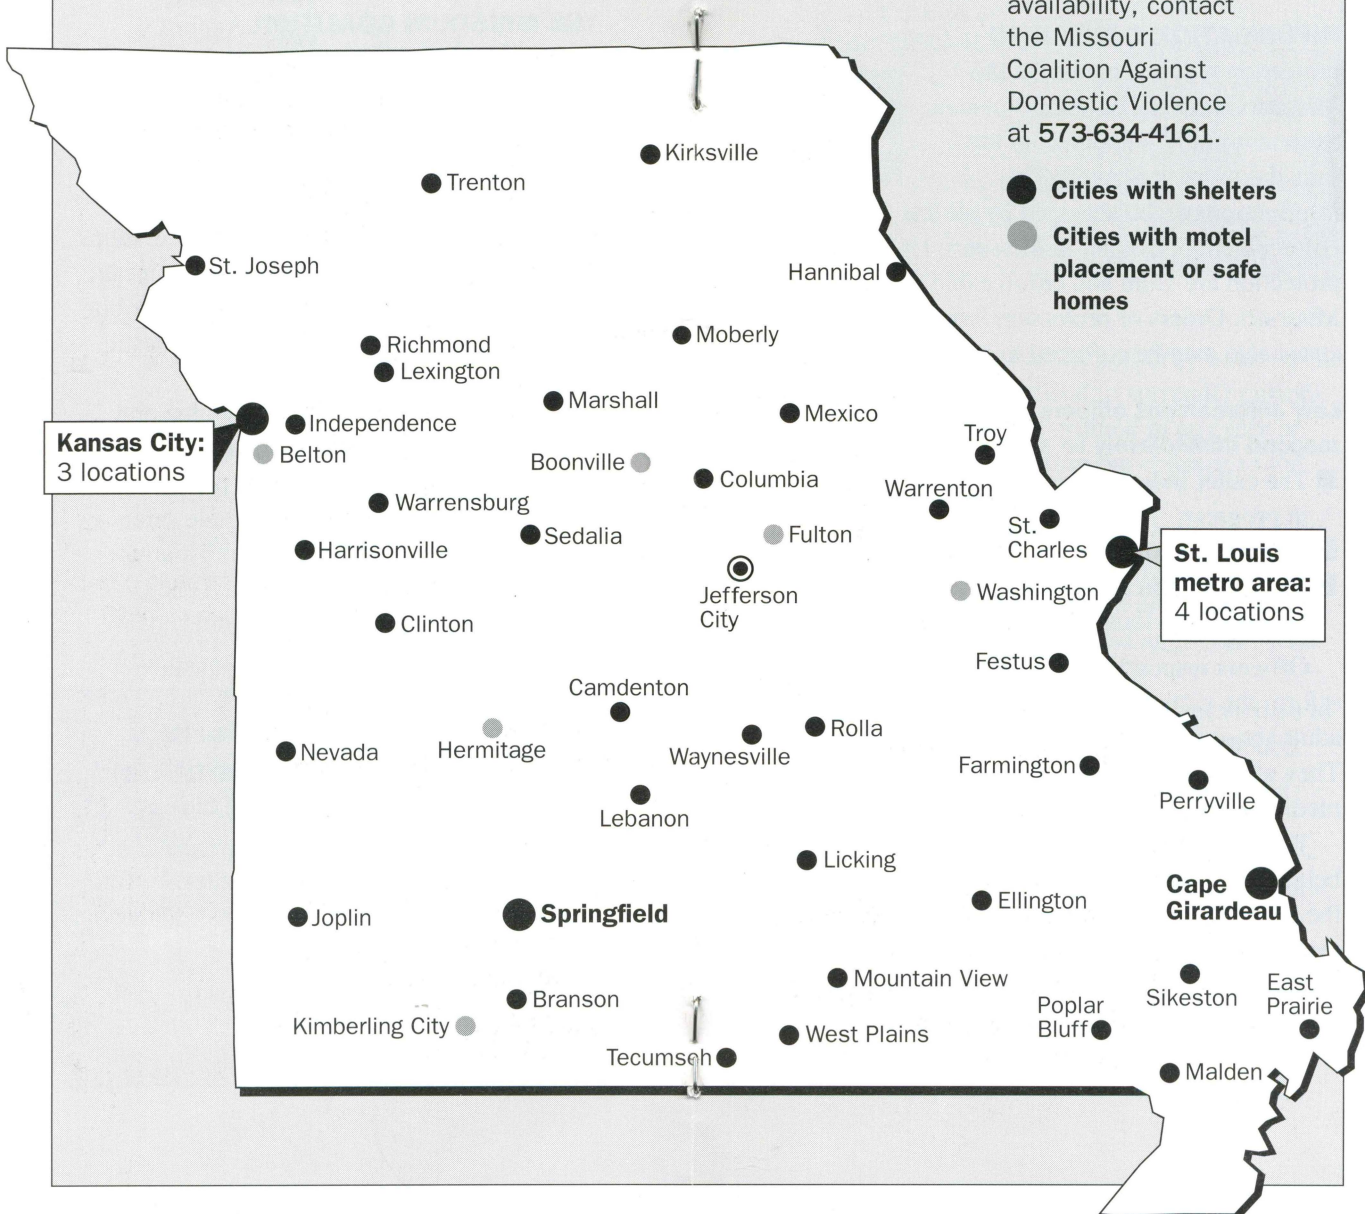 availability, contact
the Missouri
Coalition Against
Domestic Violence
at 573-634-4161.
Cities with shelters
Cities with motel
placement or safe
homes
Kirksville
Trenton
St. Joseph
Hannibal
Moberly
Richmond
Lexington
Marshall
Mexico
Independence
Kansas City:
3 locations
Belton
Boonville
Troy
Columbia
Warrenton
Warrensburg
St.
Charles
Sedalia
Fulton
Harrisonville
St. Louis
metro area:
4 locations
Jefferson
City
Washington
Clinton
Festus
Camdenton
Hermitage
Rolla
Waynesville
Nevada
Farmington
Perryville
Lebanon
Licking
Cape
Girardeau
Ellington
Joplin
Springfield
Mountain View
Sikeston
East
Prairie
Branson
Poplar
Bluff
Kimberling City
West Plains
Tecumseh
Malden